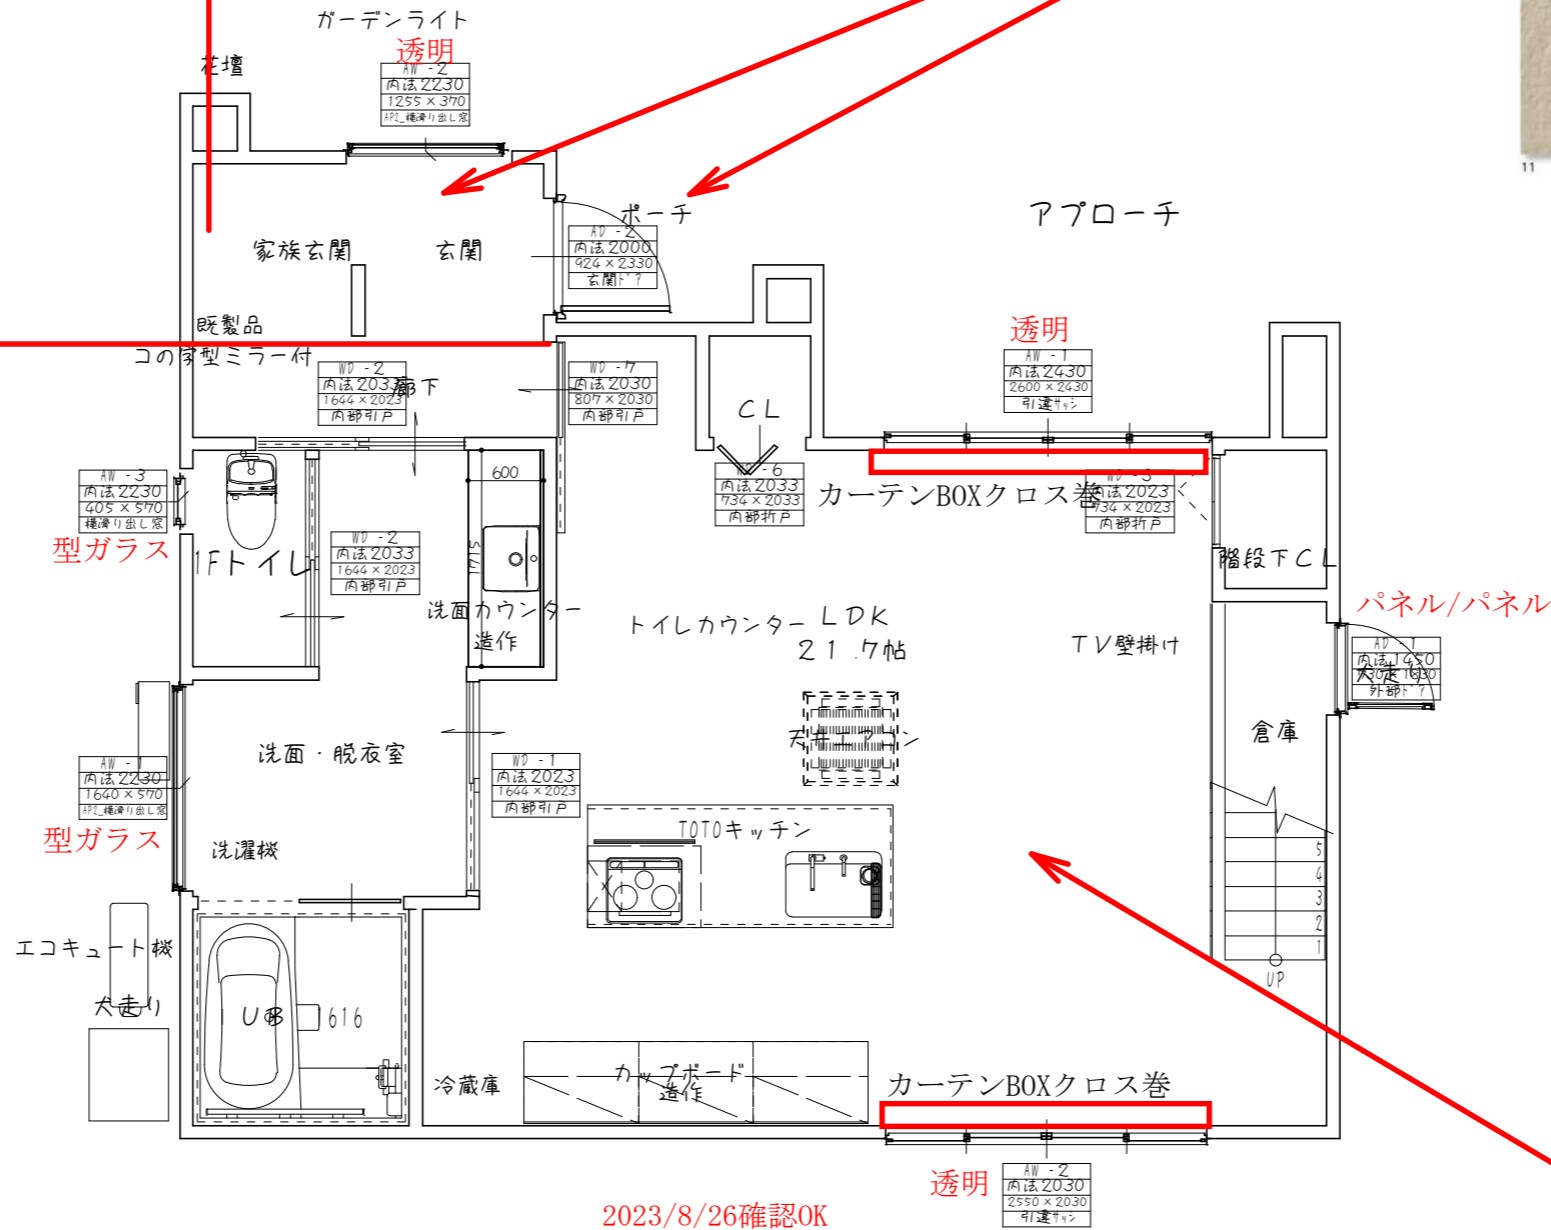 ガーデンライト
透明
花壇
AW - 2
内法2230
1255 × 370
AP2_横滑り出し窓
11
ポーチ
アプローチ
家族玄関
玄関
AD - 2
内法2000
924 × 2330
玄関ドア
既製品
コの字型ミラー付
透明
AW - 1
内法2430
2600 × 2430
引違サッシ
WD - 2
内法2033
1644 × 2023
内部引戸
廊下
WD - 7
内法2030
807 × 2030
内部引戸
CL
AW - 3
内法2230
405 × 570
横滑り出し窓
型ガラス
600
内法2033
734 × 2033
内部折戸
カーテンBOXクロス巻
WD - 3
内法2023
734 × 2023
内部折戸
1Fトイレ
WD - 2
内法2033
1644 × 2023
内部引戸
1715
階段下CL
洗面カウンター
造作
トイレカウンター
LDK
21.7帖
TV壁掛け
パネル/パネル
AD - 1
内法1450
犬走り
外部ドア
洗面・脱衣室
天井エアコン
倉庫
AW - 1
内法2230
1640 × 570
AP2_横滑り出し窓
型ガラス
WD - 1
内法2023
1644 × 2023
内部引戸
洗濯機
TOTOキッチン
5
4
3
2
1
UP
エコキュート機
犬走り
UB
1616
冷蔵庫
カップボード
造作
カーテンBOXクロス巻
透明
AW - 2
内法2030
2550 × 2030
引違サッシ
2023/8/26確認OK